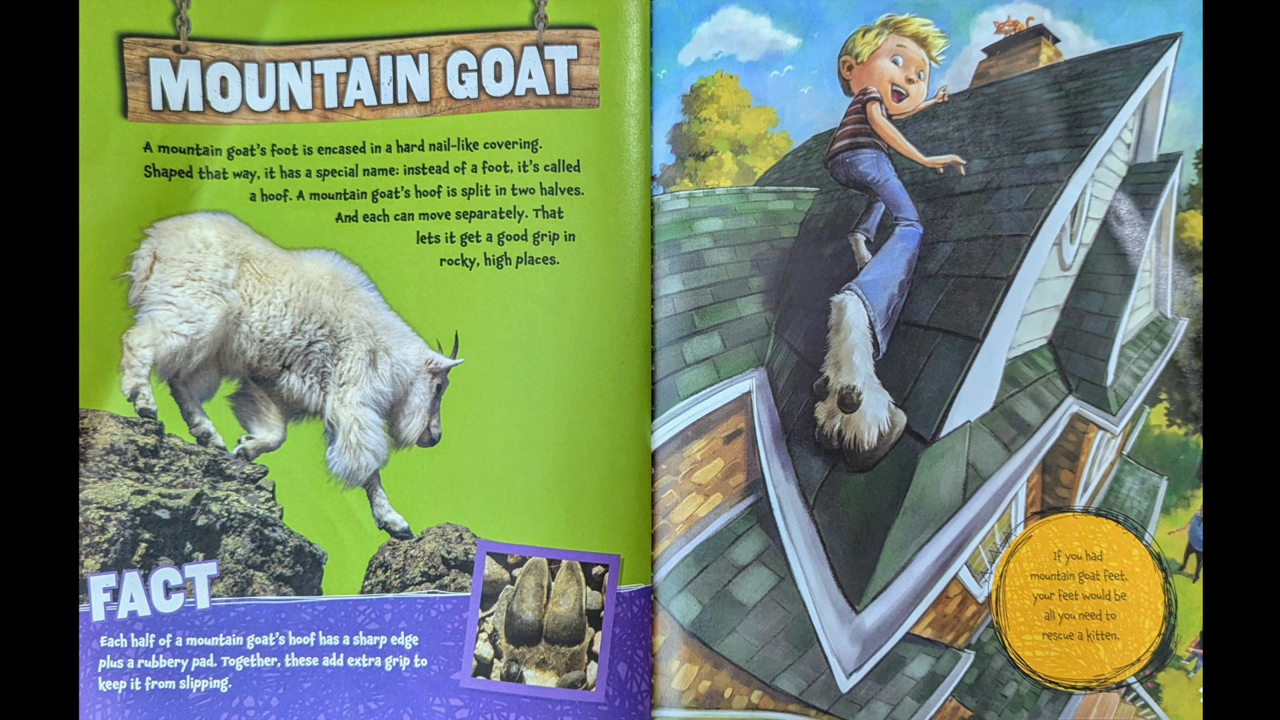 MOUNTAIN GOAT
A mountain goat's foot is encased in a hard nail-like covering.
Shaped that way, it has a special name: instead of a foot, it's called
a hoof. A mountain goat's hoof is split in two halves.
And each can move separately. That
lets it get a good grip in
rocky, high places.
FACT
Each half of a mountain goat's hoof has a sharp edge
plus a rubbery pad. Together, these add extra grip to
keep it from slipping.
If you had
mountain goat feet,
your feet would be
all you need to
rescue a kitten.